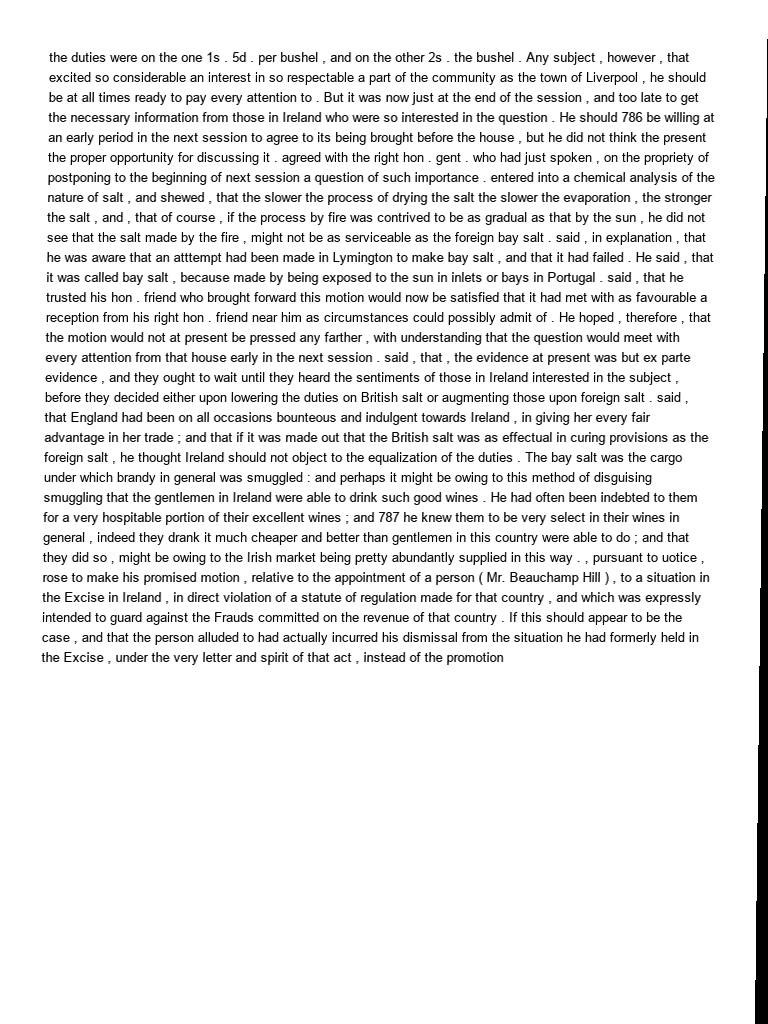 the duties were on the one 1s . 5d . per bushel , and on the other 2s . the bushel . Any subject , however , that
excited so considerable an interest in so respectable a part of the community as the town of Liverpool , he should
be at all times ready to pay every attention to . But it was now just at the end of the session , and too late to get
the necessary information from those in Ireland who were so interested in the question . He should 786 be willing at
an early period in the next session to agree to its being brought before the house , but he did not think the present
the proper opportunity for discussing it . agreed with the right hon . gent . who had just spoken , on the propriety of
postponing to the beginning of next session a question of such importance . entered into a chemical analysis of the
nature of salt , and shewed , that the slower the process of drying the salt the slower the evaporation , the stronger
the salt , and , that of course , if the process by fire was contrived to be as gradual as that by the sun , he did not
see that the salt made by the fire , might not be as serviceable as the foreign bay salt . said , in explanation , that
he was aware that an atttempt had been made in Lymington to make bay salt , and that it had failed . He said , that
it was called bay salt , because made by being exposed to the sun in inlets or bays in Portugal . said , that he
trusted his hon . friend who brought forward this motion would now be satisfied that it had met with as favourable a
reception from his right hon . friend near him as circumstances could possibly admit of . He hoped , therefore , that
the motion would not at present be pressed any farther , with understanding that the question would meet with
every attention from that house early in the next session . said , that , the evidence at present was but ex parte
evidence , and they ought to wait until they heard the sentiments of those in Ireland interested in the subject ,
before they decided either upon lowering the duties on British salt or augmenting those upon foreign salt . said ,
that England had been on all occasions bounteous and indulgent towards Ireland , in giving her every fair
advantage in her trade ; and that if it was made out that the British salt was as effectual in curing provisions as the
foreign salt , he thought Ireland should not object to the equalization of the duties . The bay salt was the cargo
under which brandy in general was smuggled : and perhaps it might be owing to this method of disguising
smuggling that the gentlemen in Ireland were able to drink such good wines . He had often been indebted to them
for a very hospitable portion of their excellent wines ; and 787 he knew them to be very select in their wines in
general , indeed they drank it much cheaper and better than gentlemen in this country were able to do ; and that
they did so , might be owing to the Irish market being pretty abundantly supplied in this way . , pursuant to uotice ,
rose to make his promised motion , relative to the appointment of a person ( Mr. Beauchamp Hill ) , to a situation in
the Excise in Ireland , in direct violation of a statute of regulation made for that country , and which was expressly
intended to guard against the Frauds committed on the revenue of that country . If this should appear to be the
case , and that the person alluded to had actually incurred his dismissal from the situation he had formerly held in
the Excise , under the very letter and spirit of that act , instead of the promotion